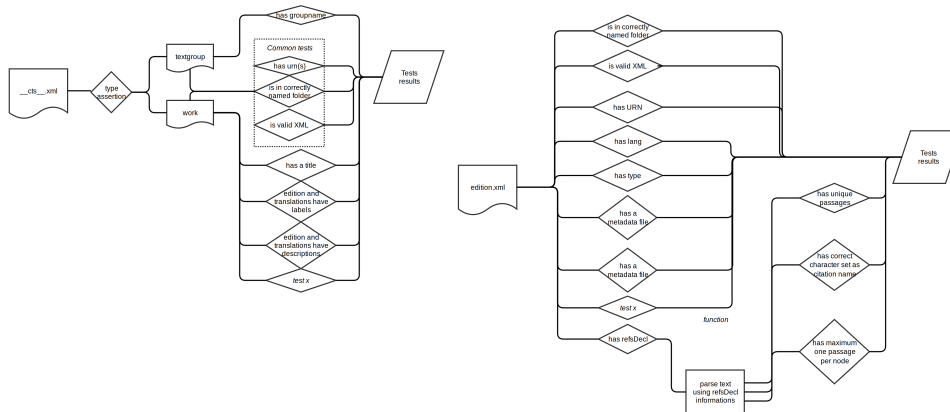 has groupname
Common tests
textgroup
has urn(s)
__cts__.xml
type
assertion
is in correctly
named folder
Tests
results
work
is valid XML
has a title
edition and
translations have
labels
edition and
translations have
descriptions
test x
is in correctly
named folder
is valid XML
has URN
has lang
has type
edition.xml
has a
metadata file
has a
metadata file
test x
function
has refsDecl
parse text
using refsDecl
informations
Tests
results
has unique
passages
has correct
character set as
citation name
has maximum
one passage
per node